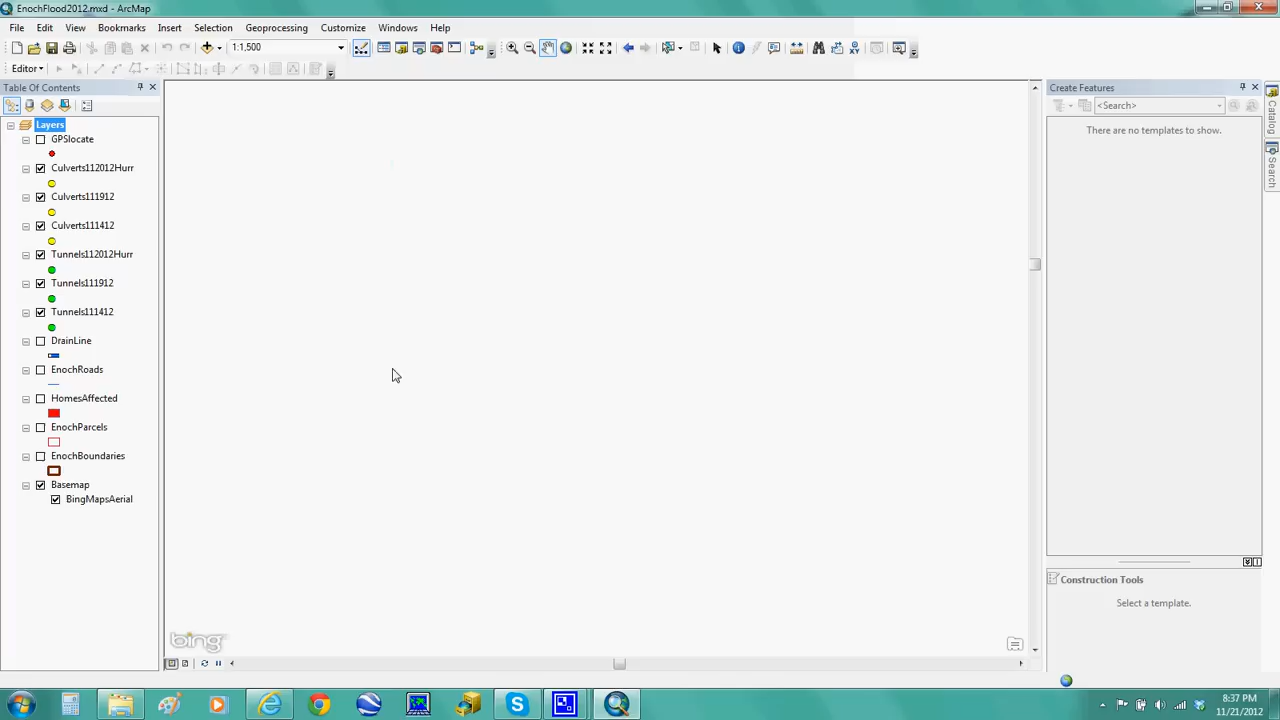 EnochFlood2012.mxd - ArcMap
File Edit View Bookmarks Insert Selection Geoprocessing Customize Windows Help
1:1,500
Editor
Table Of Contents
Create Features
<Search>
There are no templates to show.
Catalog
Search
Layers
GPSlocate
Culverts112012Hurr
Culverts111912
Culverts111412
Tunnels112012Hurr
Tunnels111912
Tunnels111412
DrainLine
EnochRoads
HomesAffected
EnochParcels
EnochBoundaries
Basemap
BingMapsAerial
Construction Tools
Select a template.
bing
8:37 PM
11/21/2012